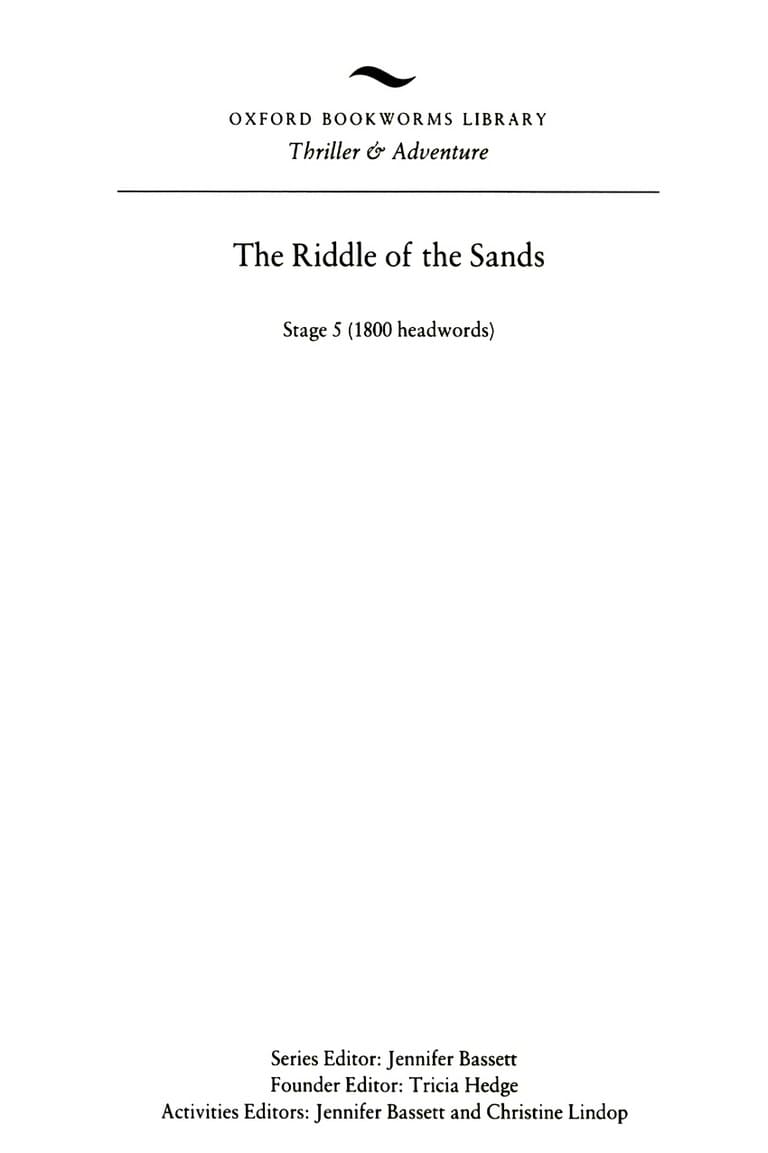 OXFORD BOOKWORMS LIBRARY
Thriller & Adventure
The Riddle of the Sands
Stage 5 (1800 headwords)
Series Editor: Jennifer Bassett
Founder Editor: Tricia Hedge
Activities Editors: Jennifer Bassett and Christine Lindop